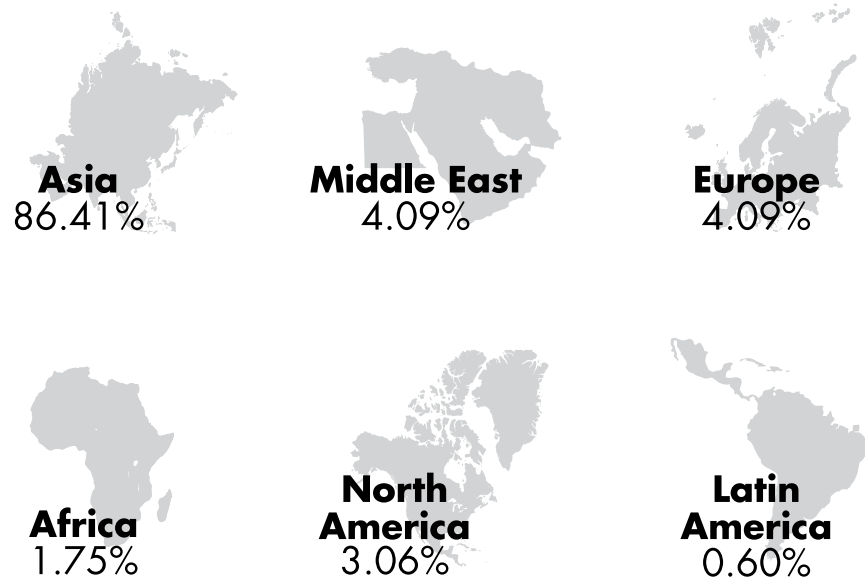 Asia
86.41%
Middle East
4.09%
Europe
4.09%
Africa
1.75%
North
America
3.06%
Latin
America
0.60%